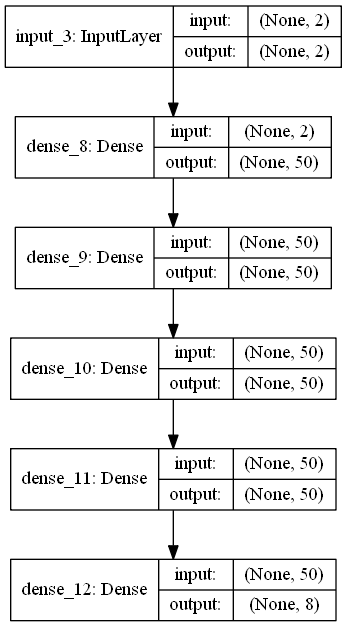 input_3: InputLayer input: (None, 2)
output: (None, 2)
dense_8: Dense input: (None, 2)
output: (None, 50)
dense_9: Dense input: (None, 50)
output: (None, 50)
dense_10: Dense input: (None, 50)
output: (None, 50)
dense_11: Dense input: (None, 50)
output: (None, 50)
dense_12: Dense input: (None, 50)
output: (None, 8)